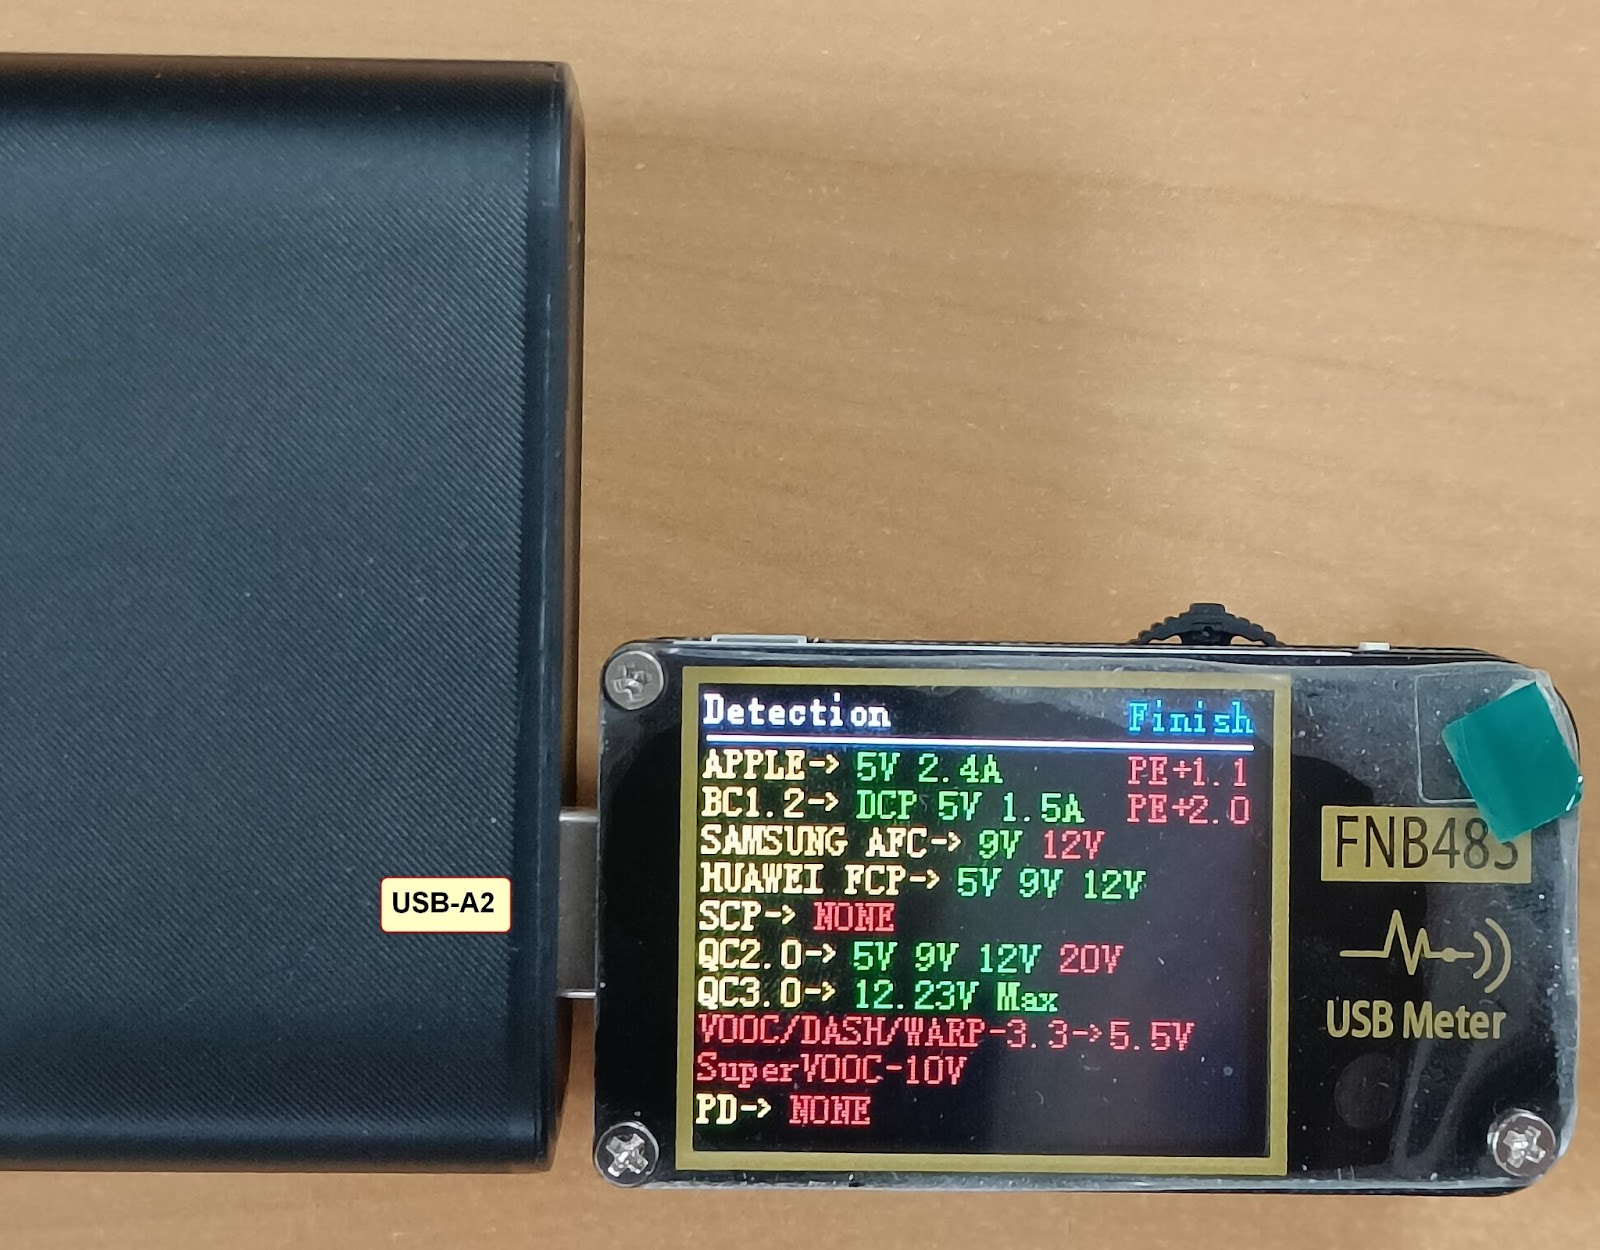 USB-A2
Detection Finish
APPLE-> 5V 2.4A PE+1.1
BC1.2-> DCP 5V 1.5A PE+2.0
SAMSUNG AFC-> 9V 12V
HUAWEI FCP-> 5V 9V 12V
SCP-> NONE
QC2.0-> 5V 9V 12V 20V
QC3.0-> 12.23V Max
VOOC/DASH/WARP-3.3->5.5V
SuperVOOC-10V
PD-> NONE
FNB48S
USB Meter